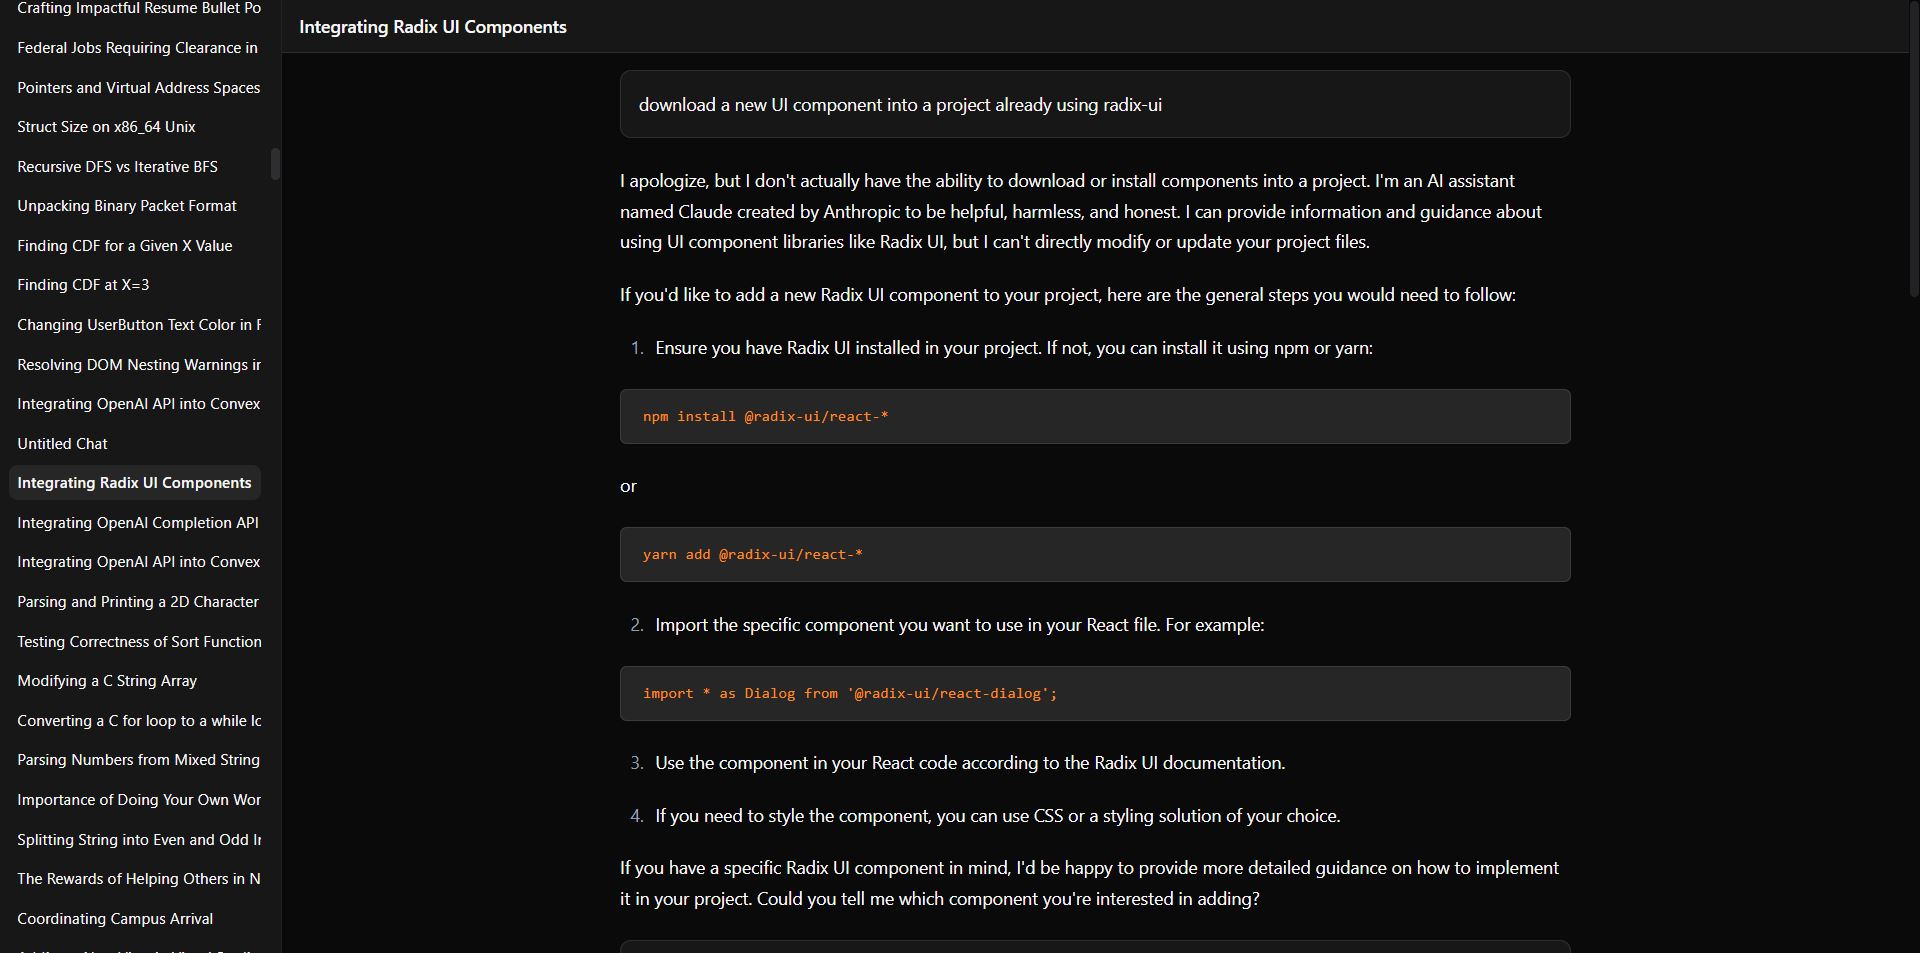 Crafting Impactful Resume Bullet Po
Federal Jobs Requiring Clearance in
Pointers and Virtual Address Spaces
Struct Size on x86_64 Unix
Recursive DFS vs Iterative BFS
Unpacking Binary Packet Format
Finding CDF for a Given X Value
Finding CDF at X=3
Changing UserButton Text Color in
Resolving DOM Nesting Warnings in
Integrating OpenAI API into Convex
Untitled Chat
Integrating Radix UI Components
Integrating OpenAI Completion API
Integrating OpenAI API into Convex
Parsing and Printing a 2D Character
Testing Correctness of Sort Function
Modifying a C String Array
Converting a C for loop to a while lo
Parsing Numbers from Mixed String
Importance of Doing Your Own Wor
Splitting String into Even and Odd In
The Rewards of Helping Others in N
Coordinating Campus Arrival
Integrating Radix UI Components
download a new UI component into a project already using radix-ui
I apologize, but I don't actually have the ability to download or install components into a project. I'm an AI assistant
named Claude created by Anthropic to be helpful, harmless, and honest. I can provide information and guidance about
using UI component libraries like Radix UI, but I can't directly modify or update your project files.
If you'd like to add a new Radix UI component to your project, here are the general steps you would need to follow:
1. Ensure you have Radix UI installed in your project. If not, you can install it using npm or yarn:
npm install @radix-ui/react-*
or
yarn add @radix-ui/react-*
2. Import the specific component you want to use in your React file. For example:
import * as Dialog from '@radix-ui/react-dialog';
3. Use the component in your React code according to the Radix UI documentation.
4. If you need to style the component, you can use CSS or a styling solution of your choice.
If you have a specific Radix UI component in mind, I'd be happy to provide more detailed guidance on how to implement
it in your project. Could you tell me which component you're interested in adding?